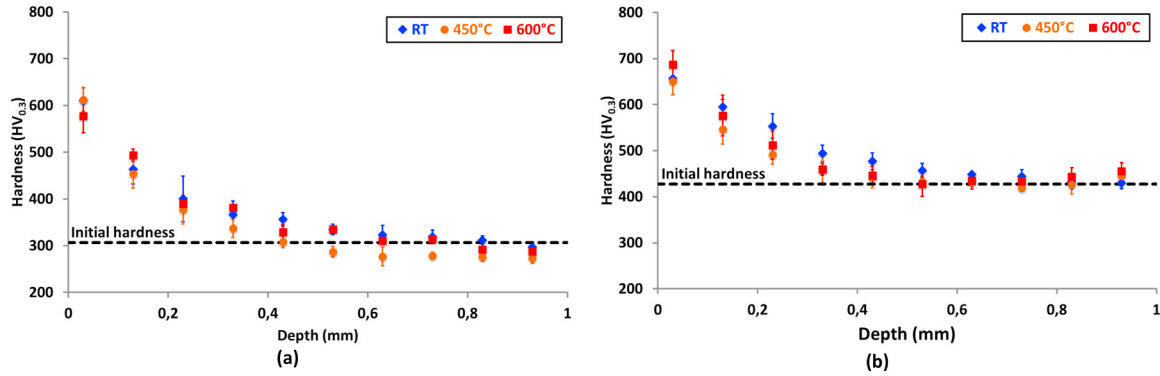 800
700
600
500
400
300
200
Hardness (HV0.3)
RT 450°C 600°C
Initial hardness
0 0,2 0,4 0,6 0,8 1
Depth (mm)
(a)
800
700
600
500
400
300
200
Hardness (HV0.3)
RT 450°C 600°C
Initial hardness
0 0,2 0,4 0,6 0,8 1
Depth (mm)
(b)